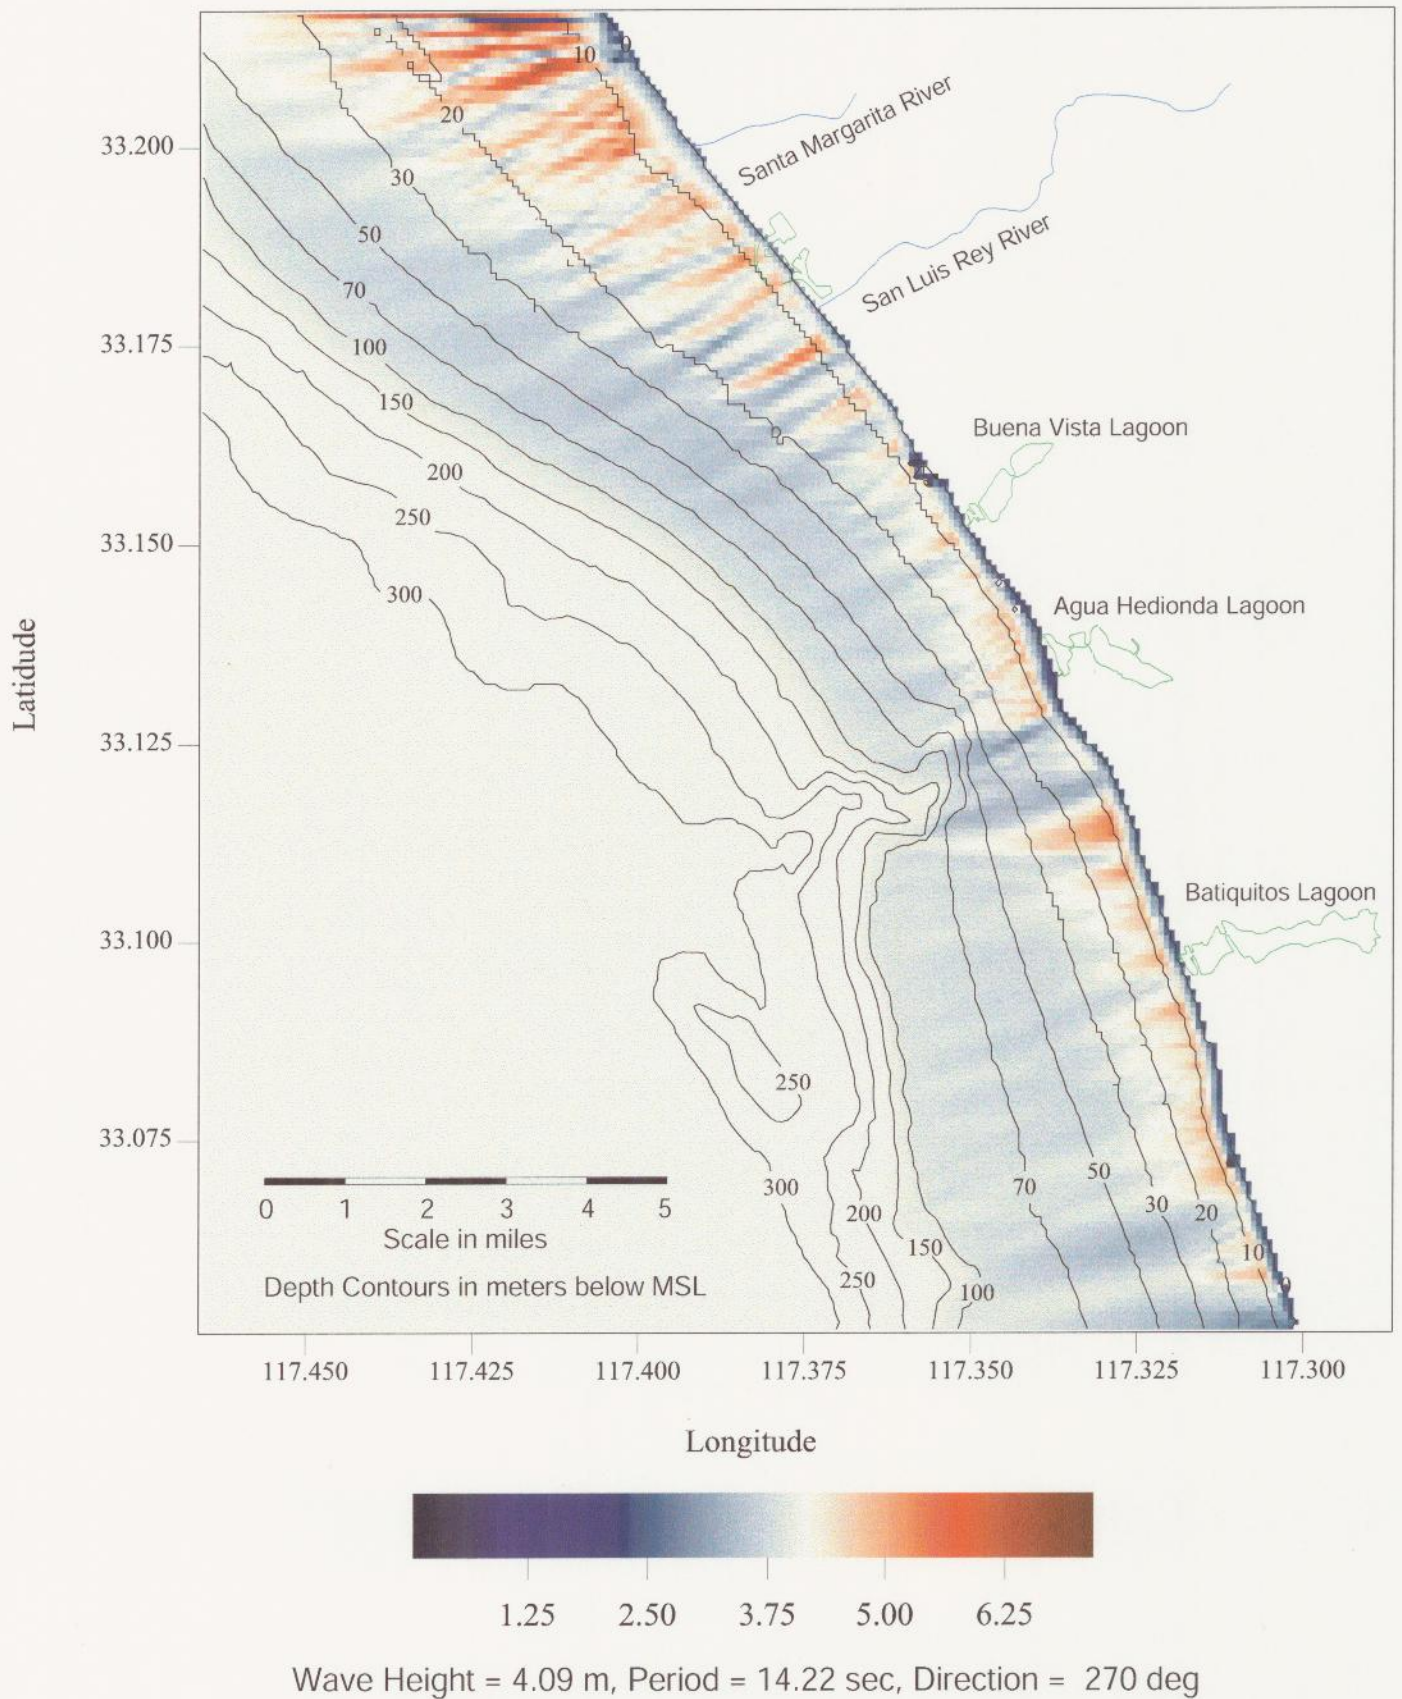 0
10
Santa Margarita River
20
33.200
30
San Luis Rey River
50
70
33.175
100
150
Buena Vista Lagoon
200
250
33.150
300
Agua Hedionda Lagoon
Latidude
33.125
Batiquitos Lagoon
33.100
250
33.075
50
70
300
30
20
200
0 1 2 3 4 5
Scale in miles
150
10
250
0
Depth Contours in meters below MSL
100
117.450 117.425 117.400 117.375 117.350 117.325 117.300
Longitude
1.25 2.50 3.75 5.00 6.25
Wave Height = 4.09 m, Period = 14.22 sec, Direction = 270 deg